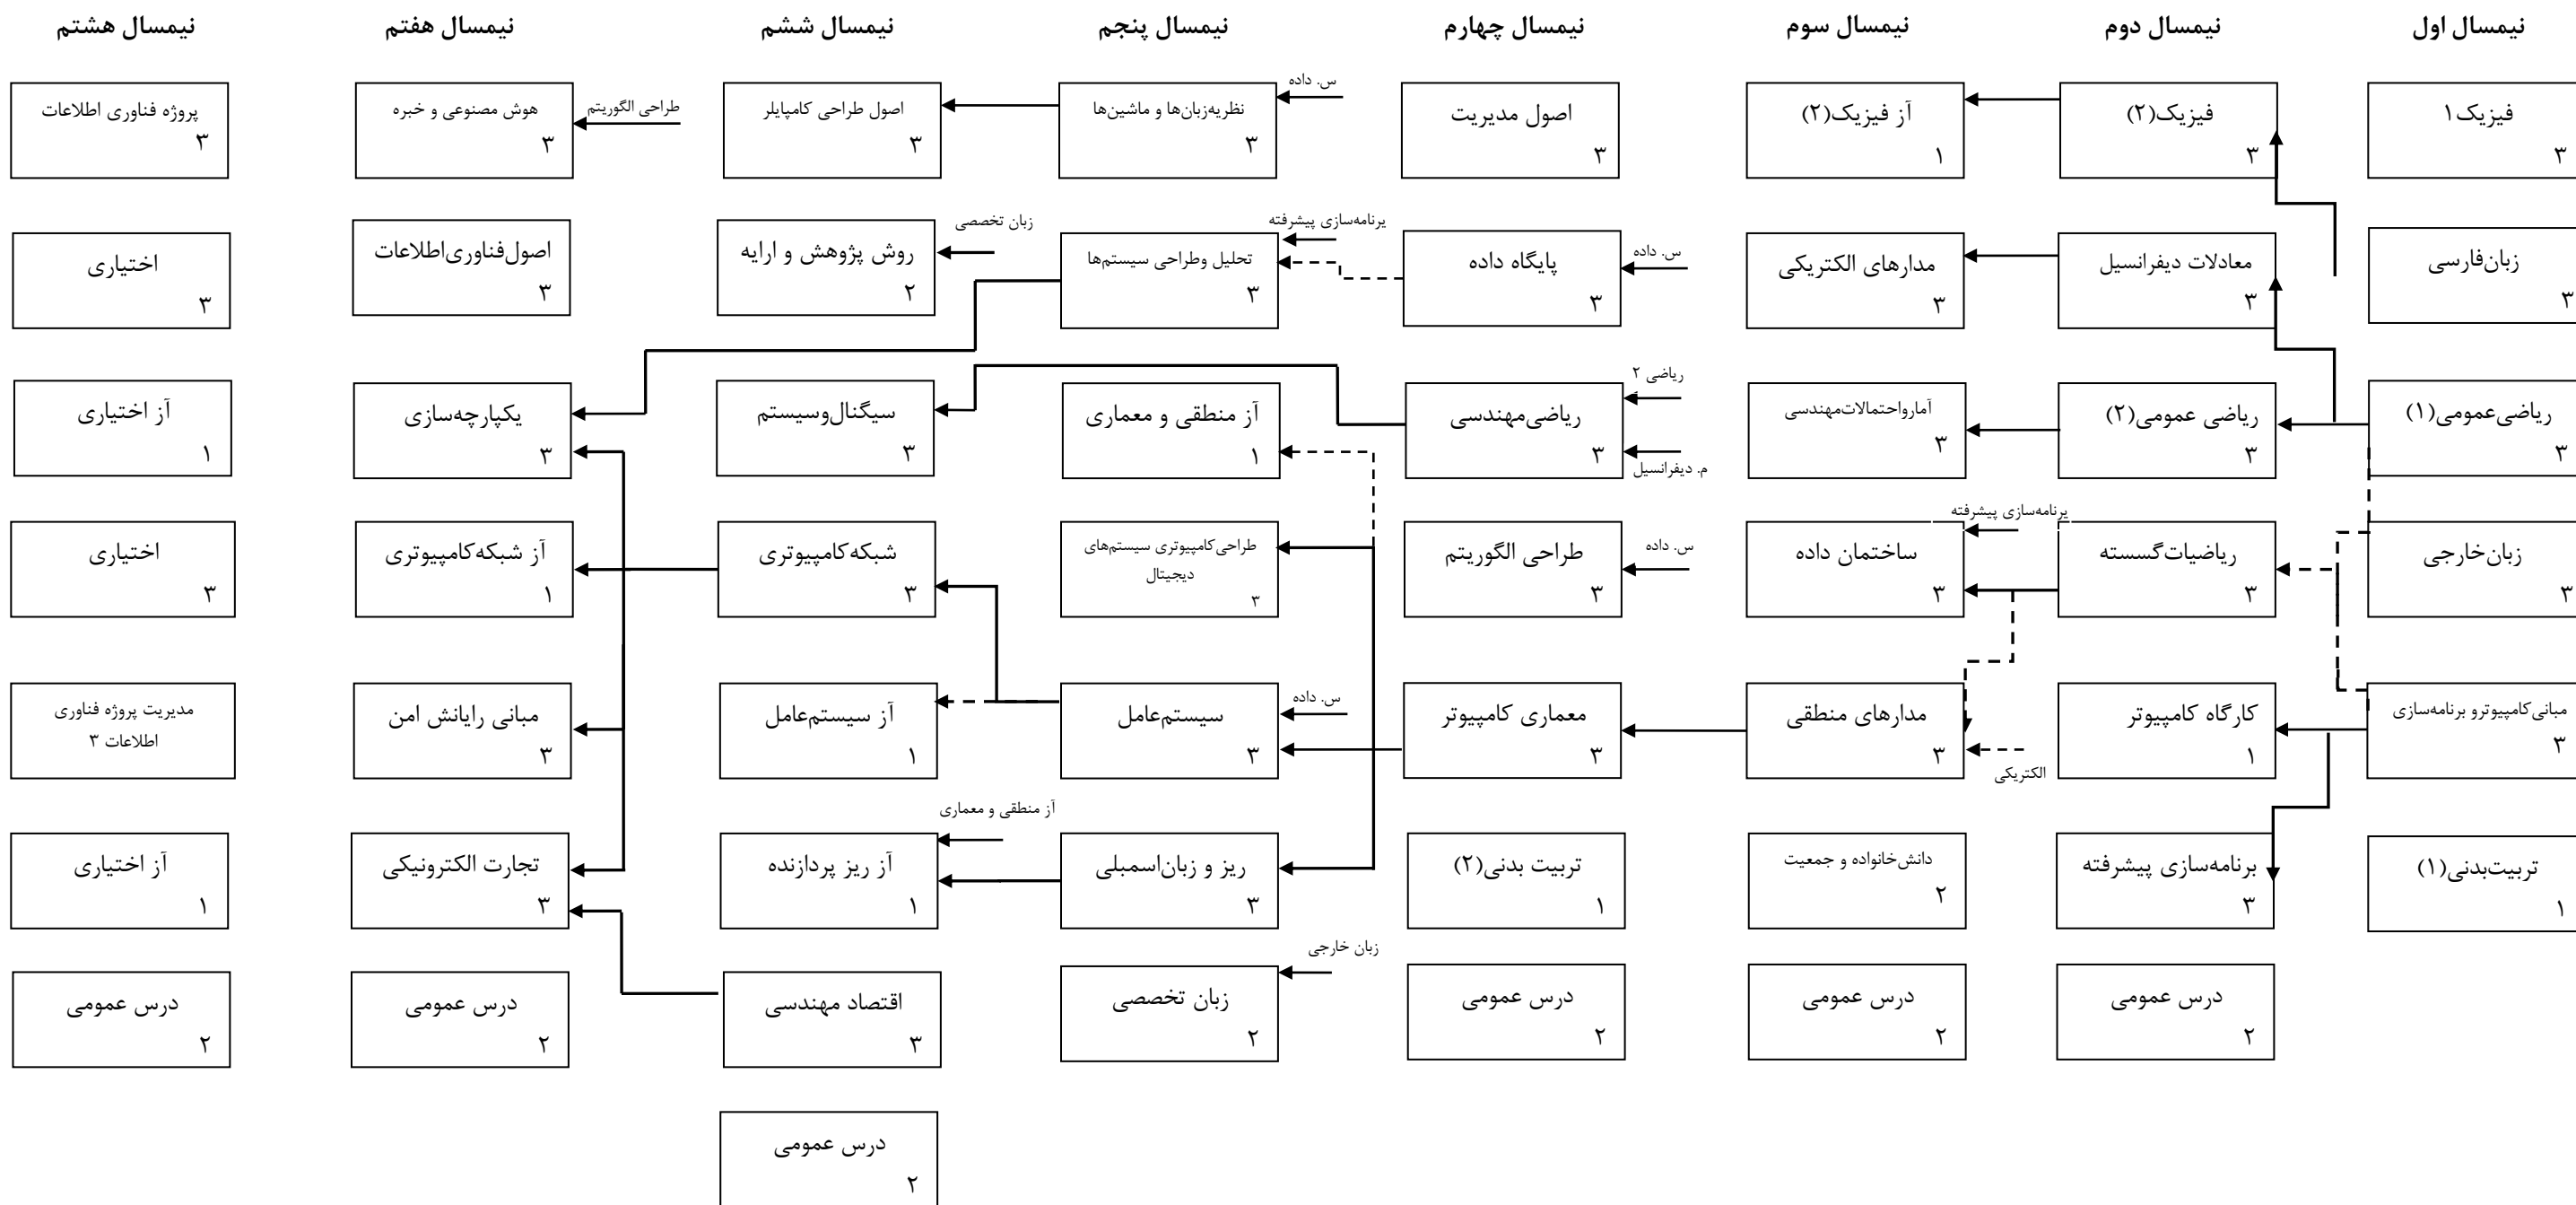 نیمسال اول
نیمسال دوم
نیمسال سوم
نیمسال چهارم
نیمسال پنجم
نیمسال ششم
نیمسال هفتم
نیمسال هشتم
فیزیک۱
۳
زبان‌فارسی
۳
ریاضی‌عمومی(۱)
۳
زبان‌خارجی
۳
مبانی‌کامپیوترو برنامه‌سازی
۳
تربیت‌بدنی(۱)
۱
فیزیک(۲)
۳
معادلات دیفرانسیل
۳
ریاضی عمومی(۲)
۳
ریاضیات‌گسسته
۳
کارگاه کامپیوتر
۱
برنامه‌سازی پیشرفته
۳
درس عمومی
۲
آز فیزیک(۲)
۱
مدارهای الکتریکی
۳
آمارواحتمالات‌مهندسی
۳
یرنامه‌سازی پیشرفته
ساختمان داده
۳
مدارهای منطقی
۳
الکتریکی
دانش‌خانواده و جمعیت
۲
درس عمومی
۲
اصول مدیریت
۳
س. داده
پایگاه داده
۳
ریاضی ۲
ریاضی‌مهندسی
۳
م. دیفرانسیل
س. داده
طراحی الگوریتم
۳
معماری کامپیوتر
۳
تربیت بدنی(۲)
۱
درس عمومی
۲
س. داده
نظریه‌زبان‌ها و ماشین‌ها
۳
یرنامه‌سازی پیشرفته
تحلیل وطراحی سیستم‌ها
۳
آز منطقی و معماری
۱
طراحی‌کامپیوتری سیستم‌های
دیجیتال
۳
س. داده
سیستم‌عامل
۳
ریز و زبان‌اسمبلی
۳
زبان خارجی
زبان تخصصی
۲
اصول طراحی کامپایلر
۳
زبان تخصصی
روش پژوهش و ارایه
۲
سیگنال‌وسیستم
۳
شبکه‌کامپیوتری
۳
آز سیستم‌عامل
۱
آز منطقی و معماری
آز ریز پردازنده
۱
اقتصاد مهندسی
۳
درس عمومی
۲
طراحی الگوریتم
هوش مصنوعی و خبره
۳
اصول‌فناوری‌اطلاعات
۳
یکپارچه‌سازی
۳
آز شبکه‌کامپیوتری
۱
مبانی رایانش امن
۳
تجارت الکترونیکی
۳
درس عمومی
۲
پروژه فناوری اطلاعات
۳
اختیاری
۳
آز اختیاری
۱
اختیاری
۳
مدیریت پروژه فناوری
اطلاعات ۳
آز اختیاری
۱
درس عمومی
۲